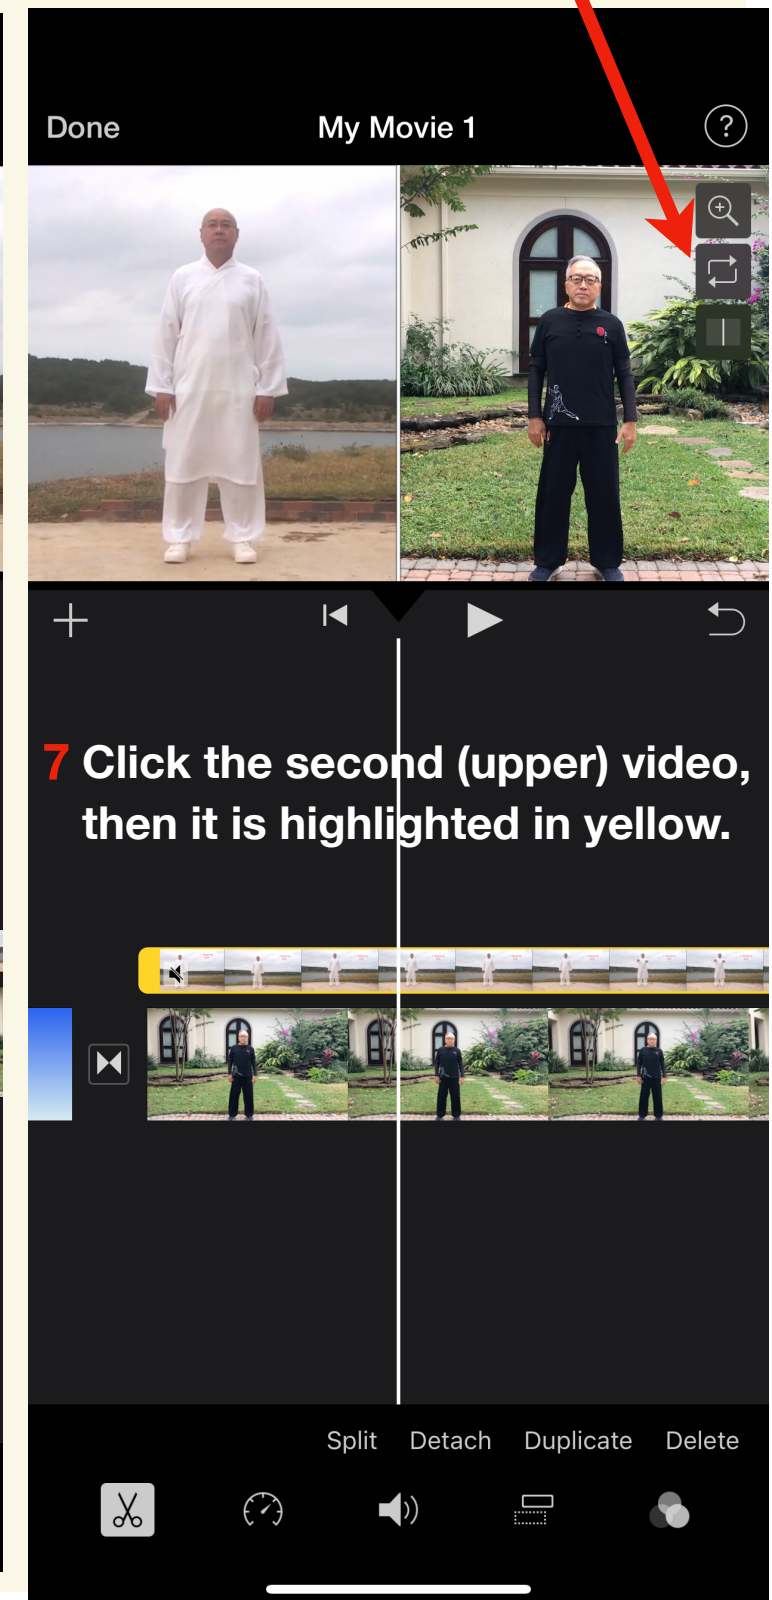 Done
My Movie 1
?
7 Click the second (upper) video,
then it is highlighted in yellow.
Split Detach Duplicate Delete